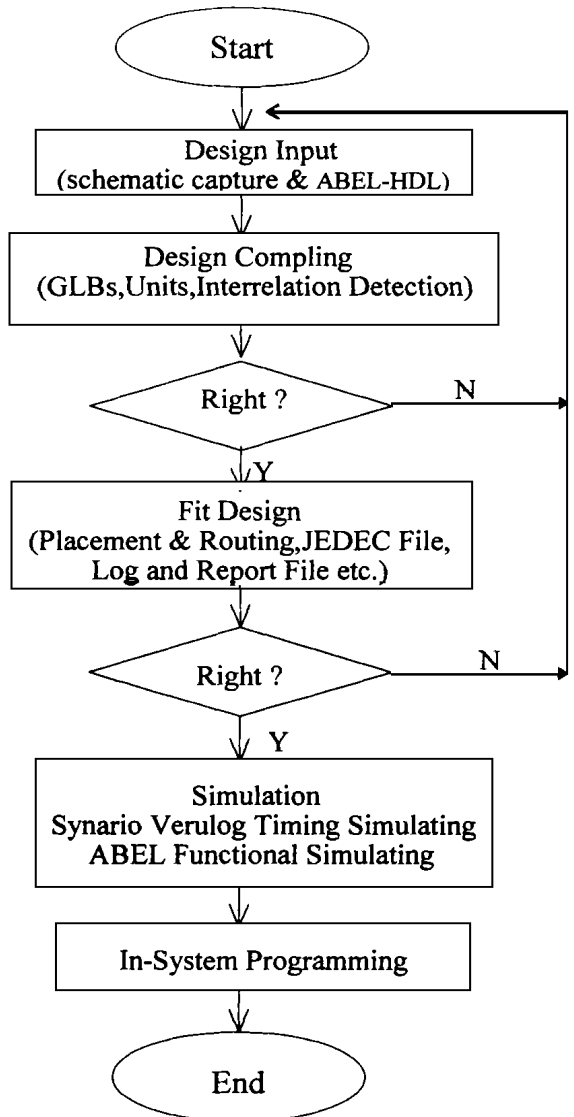 Start
Design Input
(schematic capture & ABEL-HDL)
Design Compling
(GLBs,Units,Interrelation Detection)
Right ?
N
Y
Fit Design
(Placement & Routing,JEDEC File,
Log and Report File etc.)
Right ?
N
Y
Simulation
Synario Verulog Timing Simulating
ABEL Functional Simulating
In-System Programming
End